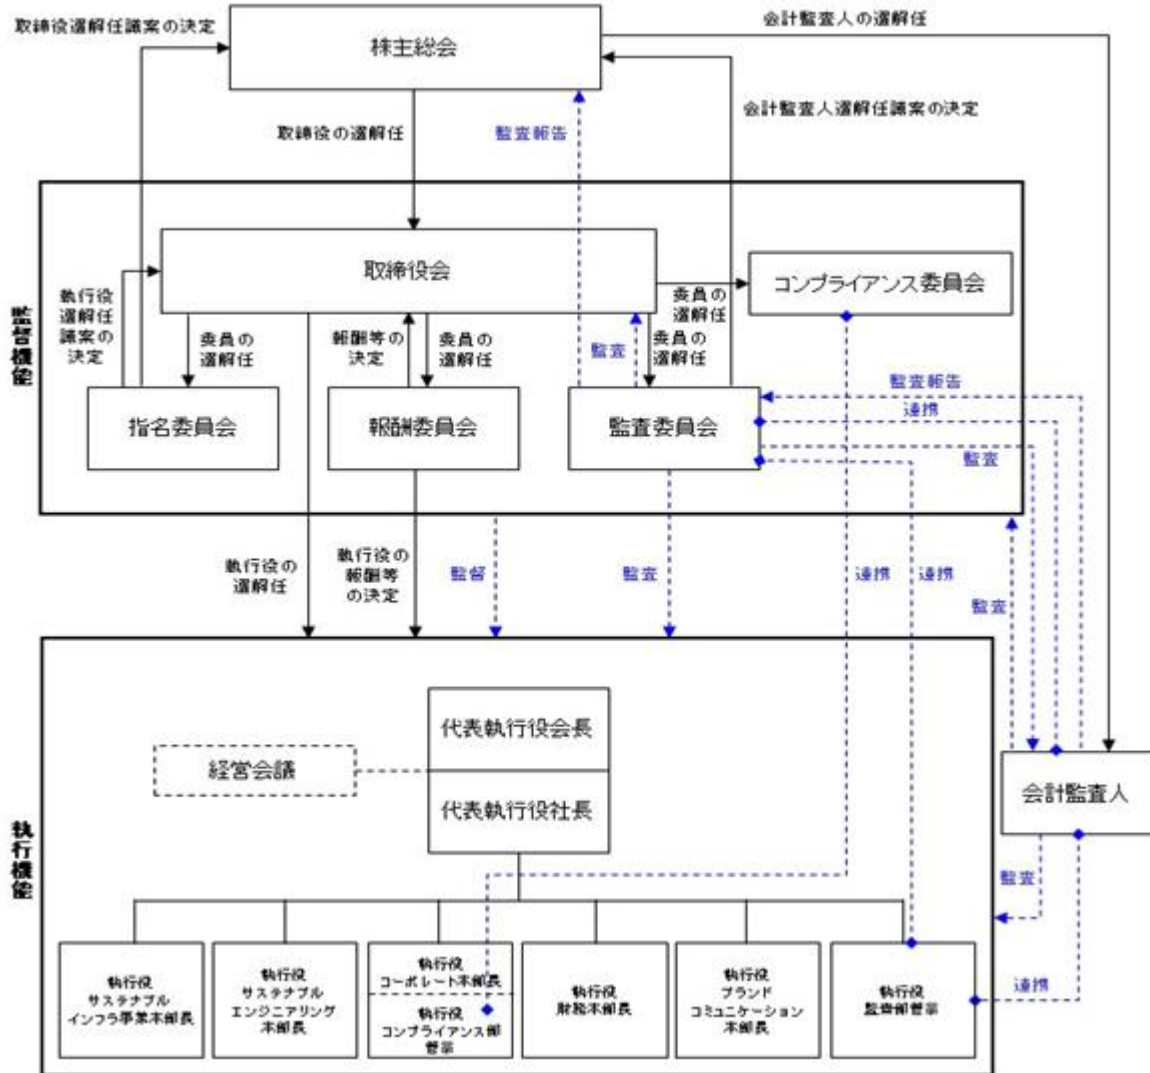 取締役選解任議案の決定
会計監査人の選解任
株主総会
取締役の選解任
監査報告
会計監査人選解任議案の決定
監督機能
取締役会
コンプライアンス委員会
執行役
選解任
議案の
決定
委員の
選解任
報酬等の
決定
委員の
選解任
監査
委員の
選解任
委員の
選解任
指名委員会
報酬委員会
監査委員会
監査報告
連携
監査
執行役の
選解任
執行役の
報酬等
の決定
監督
監査
連携
連携
監査
執行機能
代表執行役会長
経営会議
代表執行役社長
会計監査人
監査
執行役
サステナブル
インフラ事業本部長
執行役
サステナブル
エンジニアリング
本部長
執行役
コーポレート本部長
執行役
コンプライアンス部
管掌
執行役
財務本部長
執行役
ブランド
コミュニケーション
本部長
執行役
監査部管掌
連携